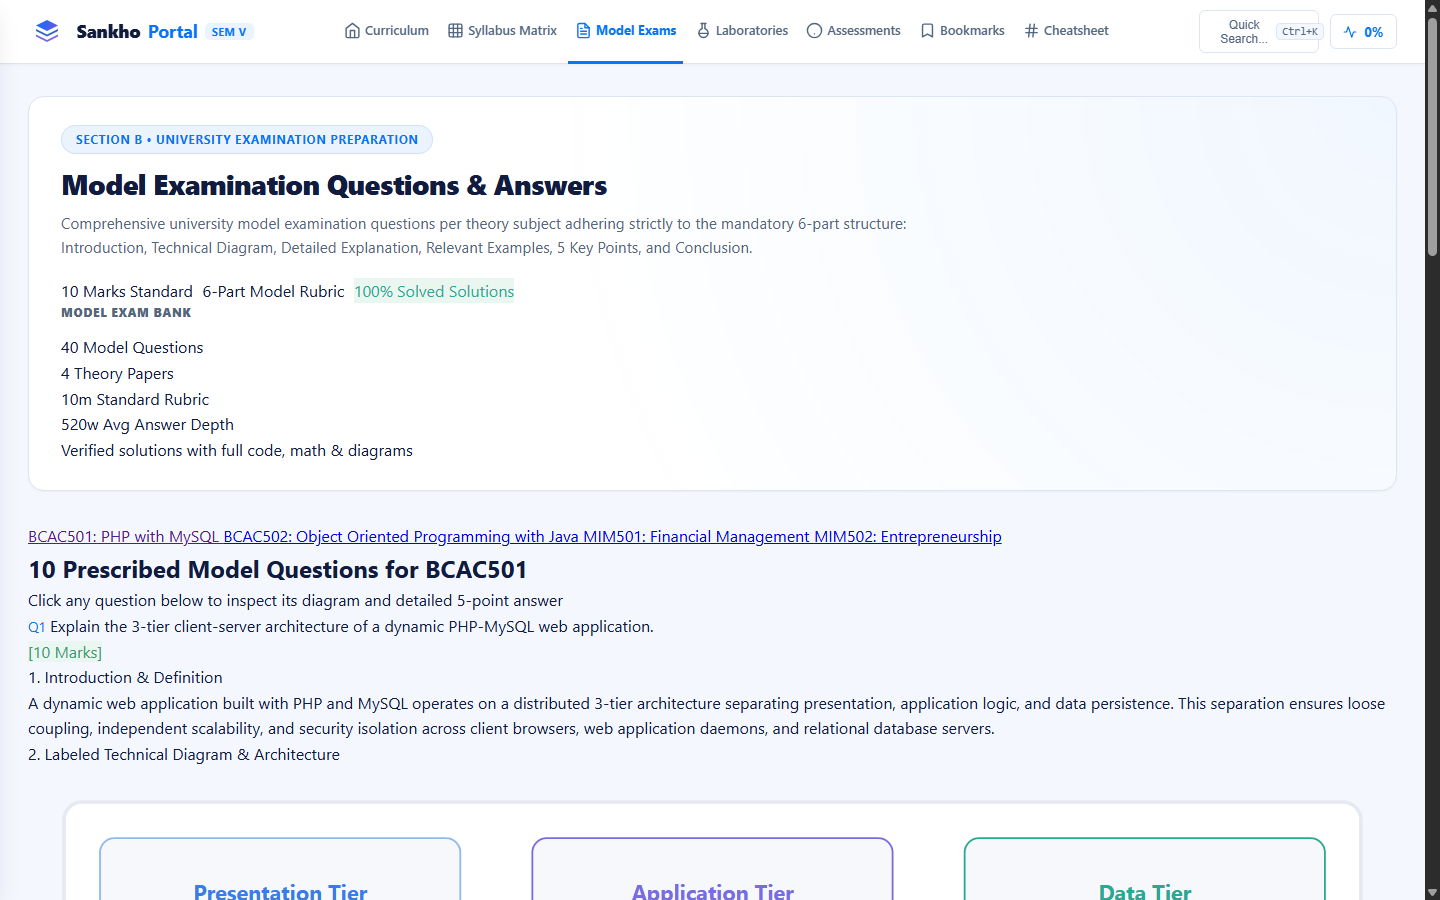 Sankho Portal SEM V
Curriculum
Syllabus Matrix
Model Exams
Laboratories
Assessments
Bookmarks
Cheatsheet
Quick Search... Ctrl+K
0%
SECTION B • UNIVERSITY EXAMINATION PREPARATION
Model Examination Questions & Answers
Comprehensive university model examination questions per theory subject adhering strictly to the mandatory 6-part structure:
Introduction, Technical Diagram, Detailed Explanation, Relevant Examples, 5 Key Points, and Conclusion.
10 Marks Standard 6-Part Model Rubric 100% Solved Solutions
MODEL EXAM BANK
40 Model Questions
4 Theory Papers
10m Standard Rubric
520w Avg Answer Depth
Verified solutions with full code, math & diagrams
BCAC501: PHP with MySQL BCAC502: Object Oriented Programming with Java MIM501: Financial Management MIM502: Entrepreneurship
10 Prescribed Model Questions for BCAC501
Click any question below to inspect its diagram and detailed 5-point answer
Q1 Explain the 3-tier client-server architecture of a dynamic PHP-MySQL web application.
[10 Marks]
1. Introduction & Definition
A dynamic web application built with PHP and MySQL operates on a distributed 3-tier architecture separating presentation, application logic, and data persistence. This separation ensures loose
coupling, independent scalability, and security isolation across client browsers, web application daemons, and relational database servers.
2. Labeled Technical Diagram & Architecture
Presentation Tier
Application Tier
Data Tier